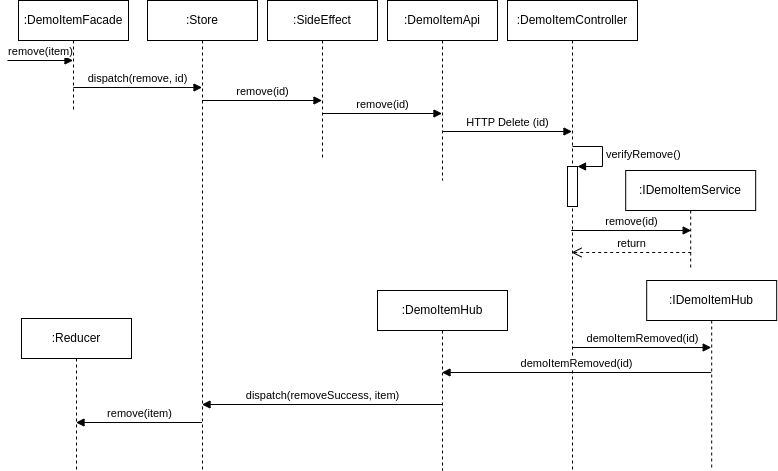 :DemoItemFacade
:Store
:SideEffect
:DemoItemApi
:DemoItemController
remove(item)
dispatch(remove, id)
remove(id)
remove(id)
HTTP Delete (id)
verifyRemove()
:IDemoItemService
remove(id)
return
:IDemoItemHub
:DemoItemHub
:Reducer
demoItemRemoved(id)
demoItemRemoved(id)
dispatch(removeSuccess, item)
remove(item)